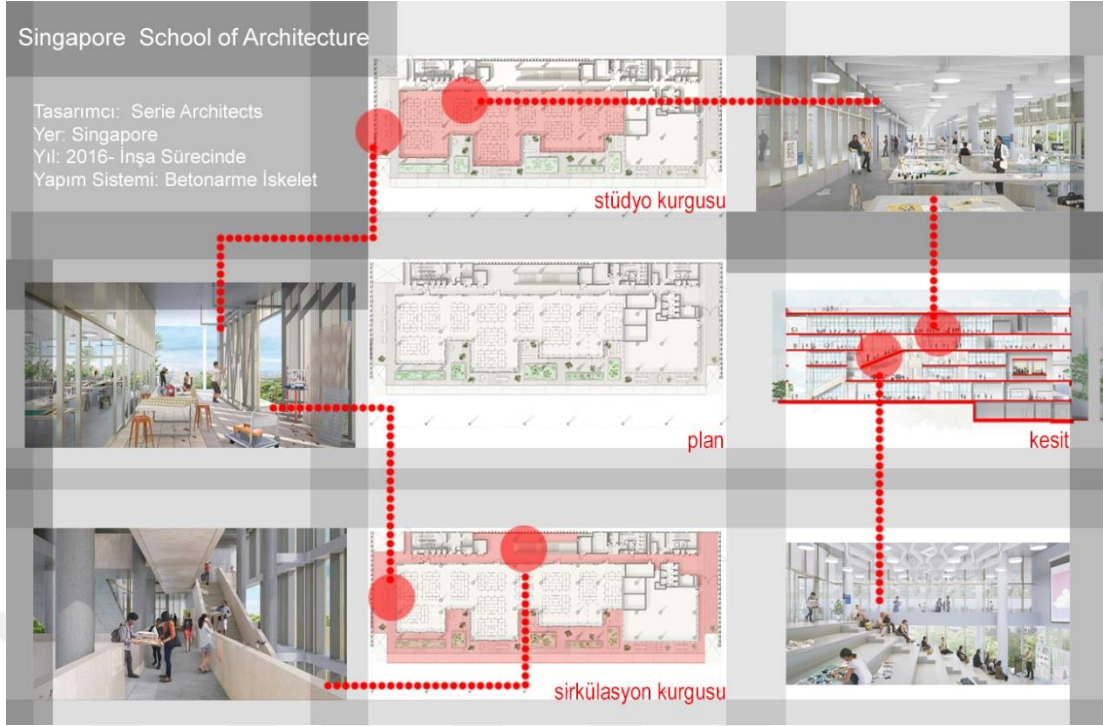 Singapore School of Architecture
Tasarımcı: Serie Architects
Yer: Singapore
Yıl: 2016- İnşa Sürecinde
Yapım Sistemi: Betonarme İskelet
stüdyo kurgusu
plan
kesit
sirkülasyon kurgusu